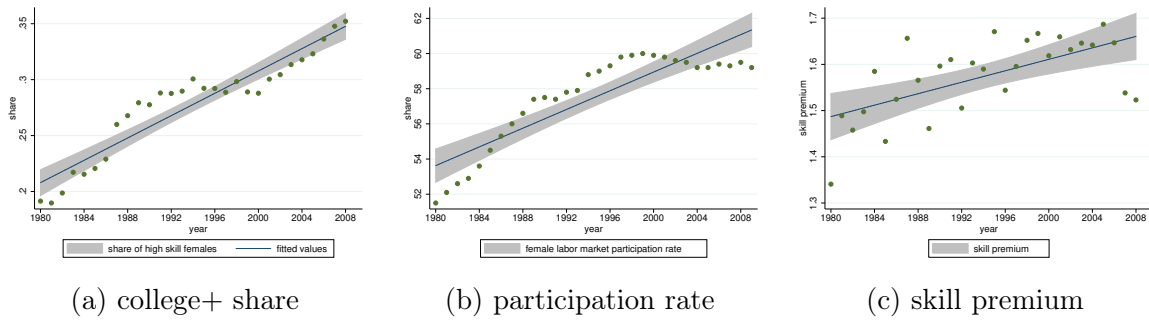 .35
.3
.25
.2
share
1980 1984 1988 1992 1996 2000 2004 2008
year
share of high skill females fitted values
62
60
58
56
54
52
share
1980 1984 1988 1992 1996 2000 2004 2008
year
female labor market participation rate
1.7
1.6
1.5
1.4
1.3
skill premium
1980 1984 1988 1992 1996 2000 2004 2008
year
skill premium
(a) college+ share
(b) participation rate
(c) skill premium